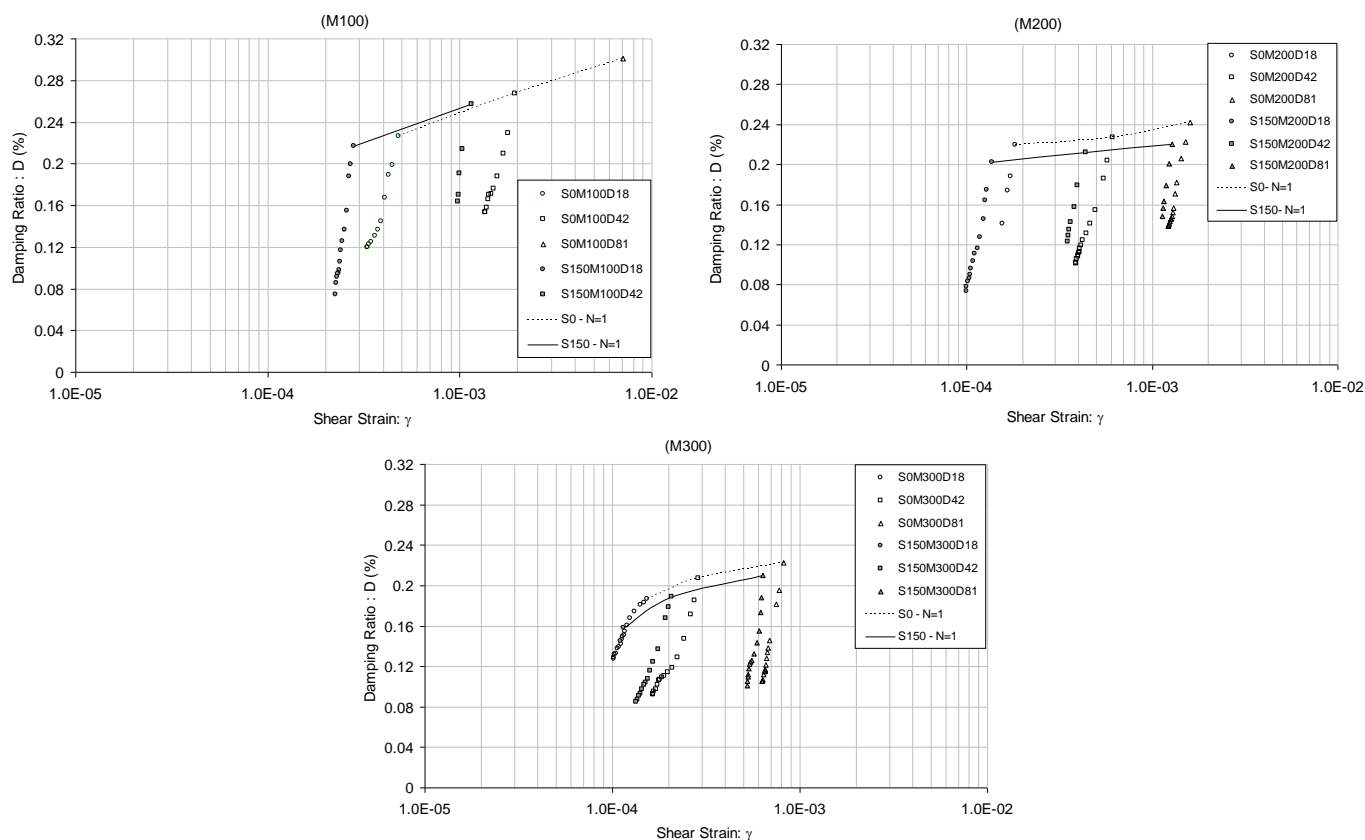 (M100)
0.32
0.28
0.24
0.2
0.16
0.12
0.08
0.04
0
Damping Ratio : D (%)
1.0E-05
1.0E-04
1.0E-03
1.0E-02
Shear Strain: γ
S0M100D18
S0M100D42
S0M100D81
S150M100D18
S150M100D42
S0 - N=1
S150 - N=1
(M200)
0.32
0.28
0.24
0.2
0.16
0.12
0.08
0.04
0
Damping Ratio : D (%)
1.0E-05
1.0E-04
1.0E-03
1.0E-02
Shear Strain: γ
S0M200D18
S0M200D42
S0M200D81
S150M200D18
S150M200D42
S150M200D81
S0- N=1
S150- N=1
(M300)
0.32
0.28
0.24
0.2
0.16
0.12
0.08
0.04
0
Damping Ratio : D (%)
1.0E-05
1.0E-04
1.0E-03
1.0E-02
Shear Strain: γ
S0M300D18
S0M300D42
S0M300D81
S150M300D18
S150M300D42
S150M300D81
S0 - N=1
S150 - N=1